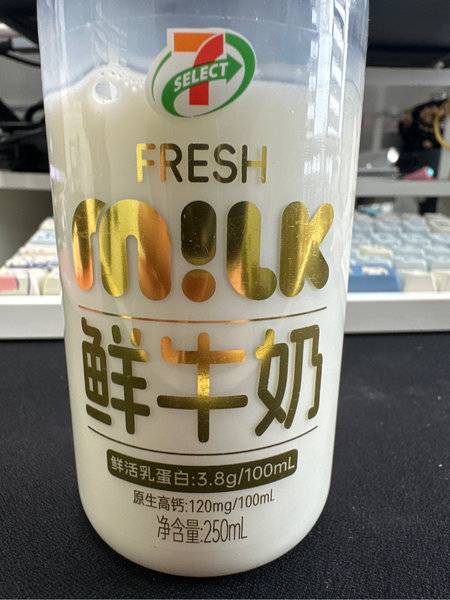 7
SELECT
FRESH
m!LK
鲜牛奶
鲜活乳蛋白:3.8g/100mL
原生高钙:120mg/100mL
净含量:250mL